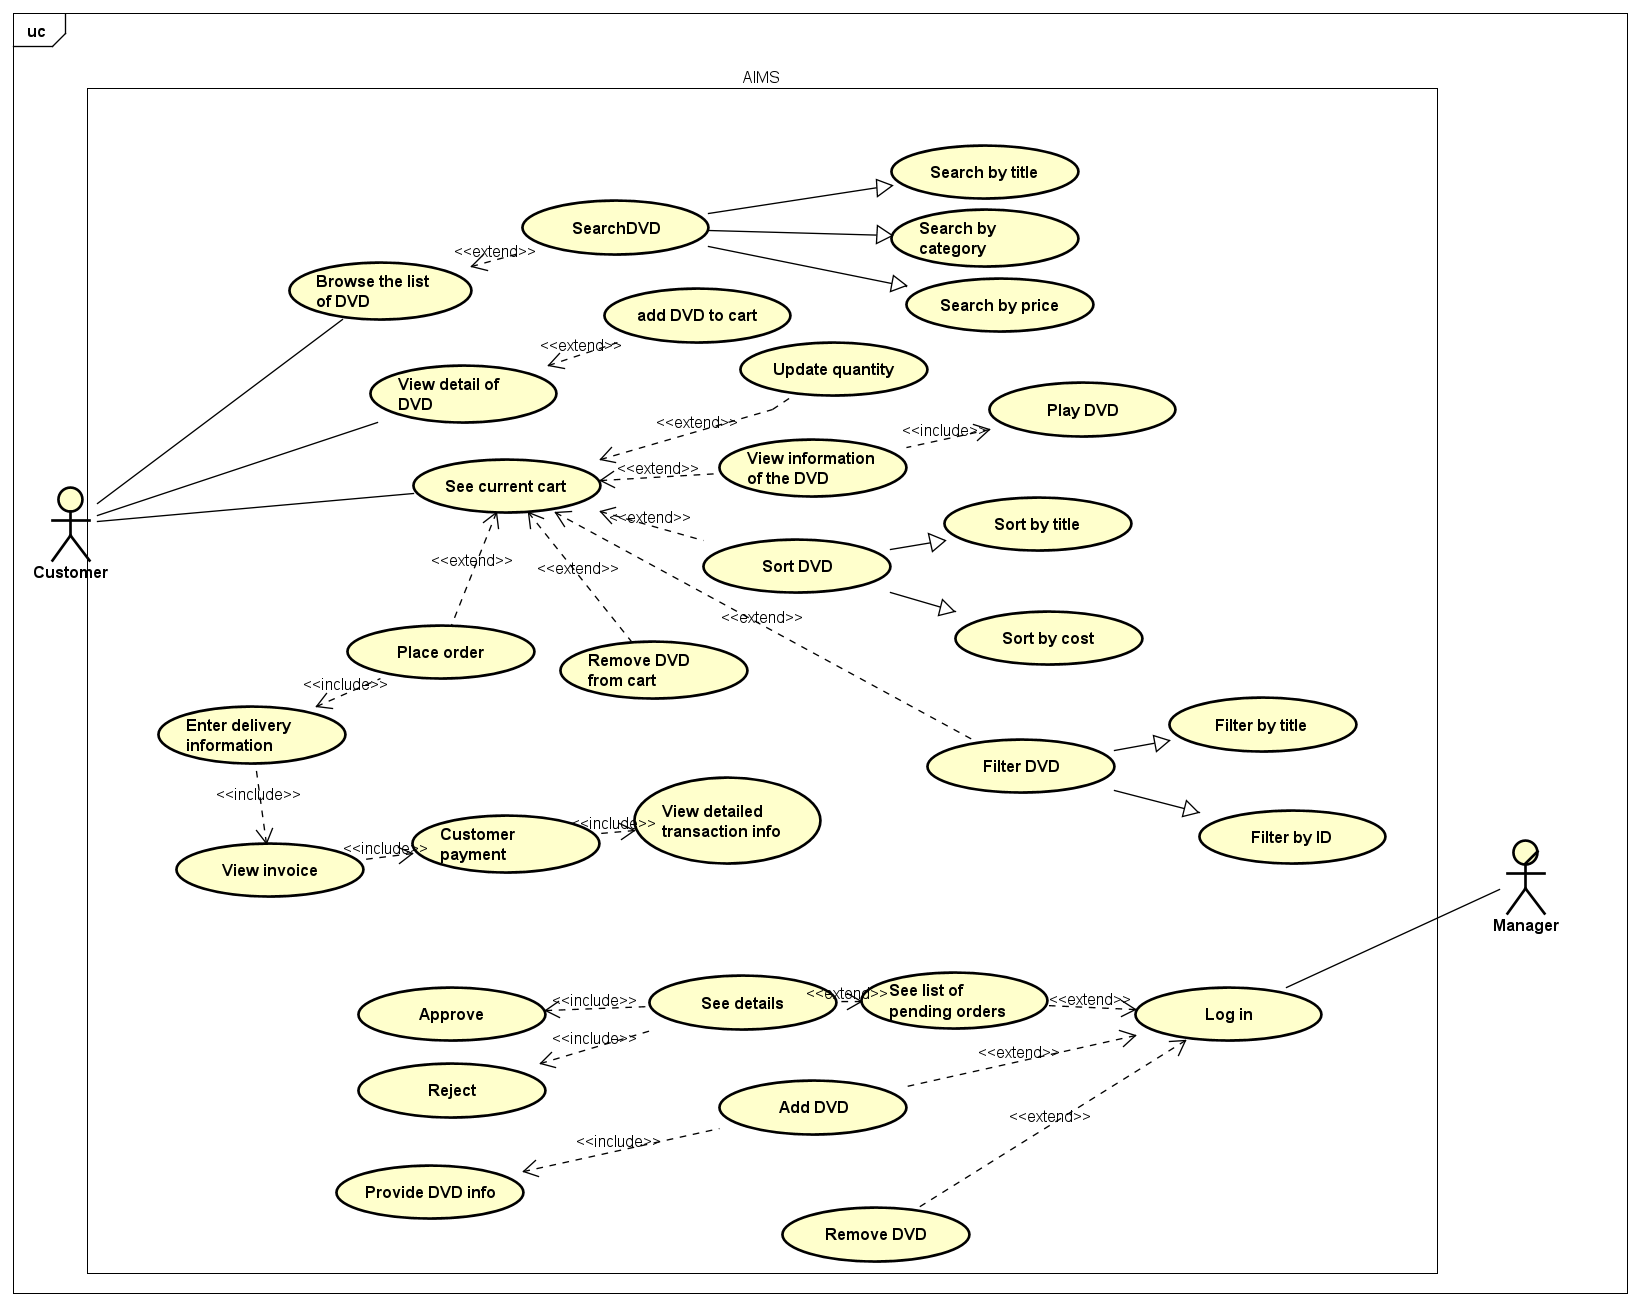 uc
AIMS
Search by title
SearchDVD
Search by
category
<<extend>>
Browse the list
of DVD
Search by price
add DVD to cart
<<extend>>
Update quantity
View detail of
DVD
Play DVD
<<extend>>
<<include>>
View information
of the DVD
<<extend>>
See current cart
<<extend>>
Sort by title
Customer
Sort DVD
<<extend>>
<<extend>>
<<extend>>
Sort by cost
Place order
Remove DVD
from cart
<<include>>
Enter delivery
information
Filter by title
Filter DVD
<<include>>
View detailed
transaction info
<<include>>
Customer
payment
<<include>>
Filter by ID
View invoice
Manager
Approve
<<include>>
See details
<<extend>>
See list of
pending orders
<<extend>>
Log in
<<include>>
<<extend>>
Reject
Add DVD
<<extend>>
<<include>>
Provide DVD info
Remove DVD